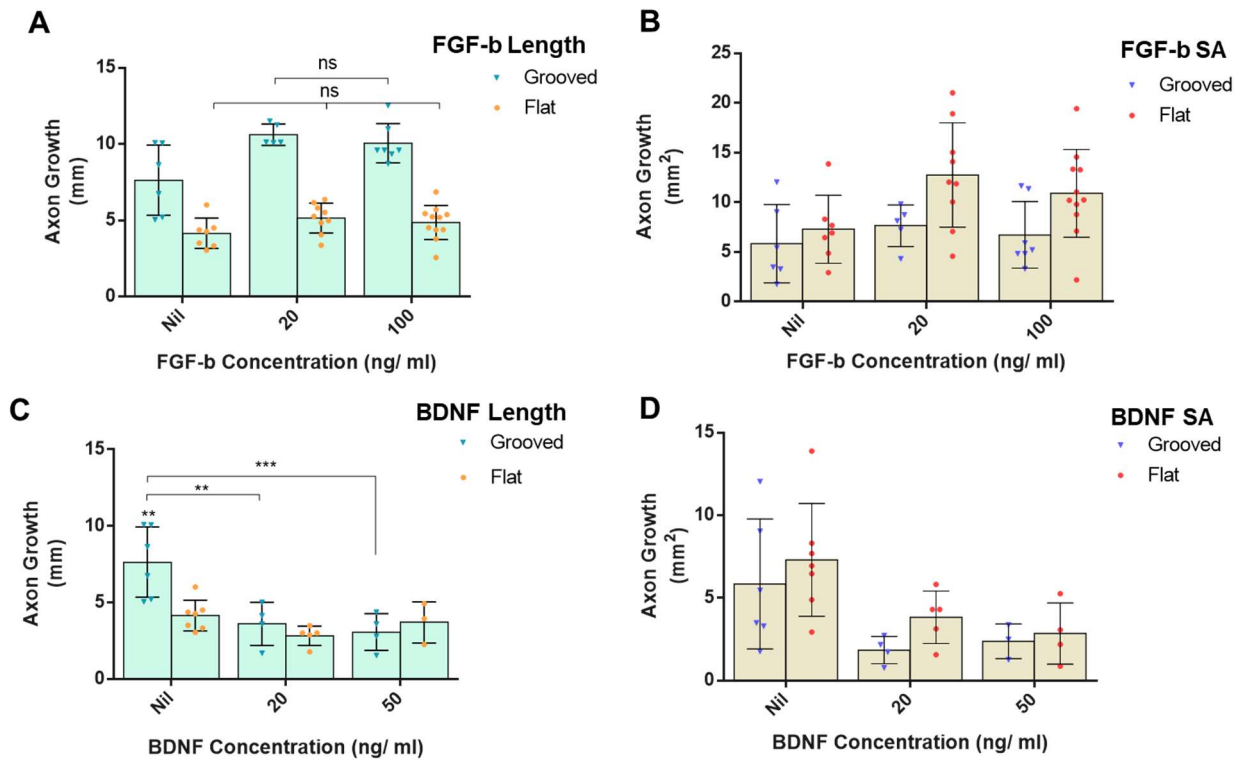 A
FGF-b Length
Grooved
Flat
ns
ns
15
10
5
0
Axon Growth
(mm)
Nil
20
100
FGF-b Concentration (ng/ ml)
B
FGF-b SA
Grooved
Flat
25
20
15
10
5
0
Axon Growth
(mm²)
Nil
20
100
FGF-b Concentration (ng/ ml)
C
BDNF Length
Grooved
Flat
***
**
**
15
10
5
0
Axon Growth
(mm)
Nil
20
50
BDNF Concentration (ng/ ml)
D
BDNF SA
Grooved
Flat
15
10
5
0
Axon Growth
(mm²)
Nil
20
50
BDNF Concentration (ng/ ml)